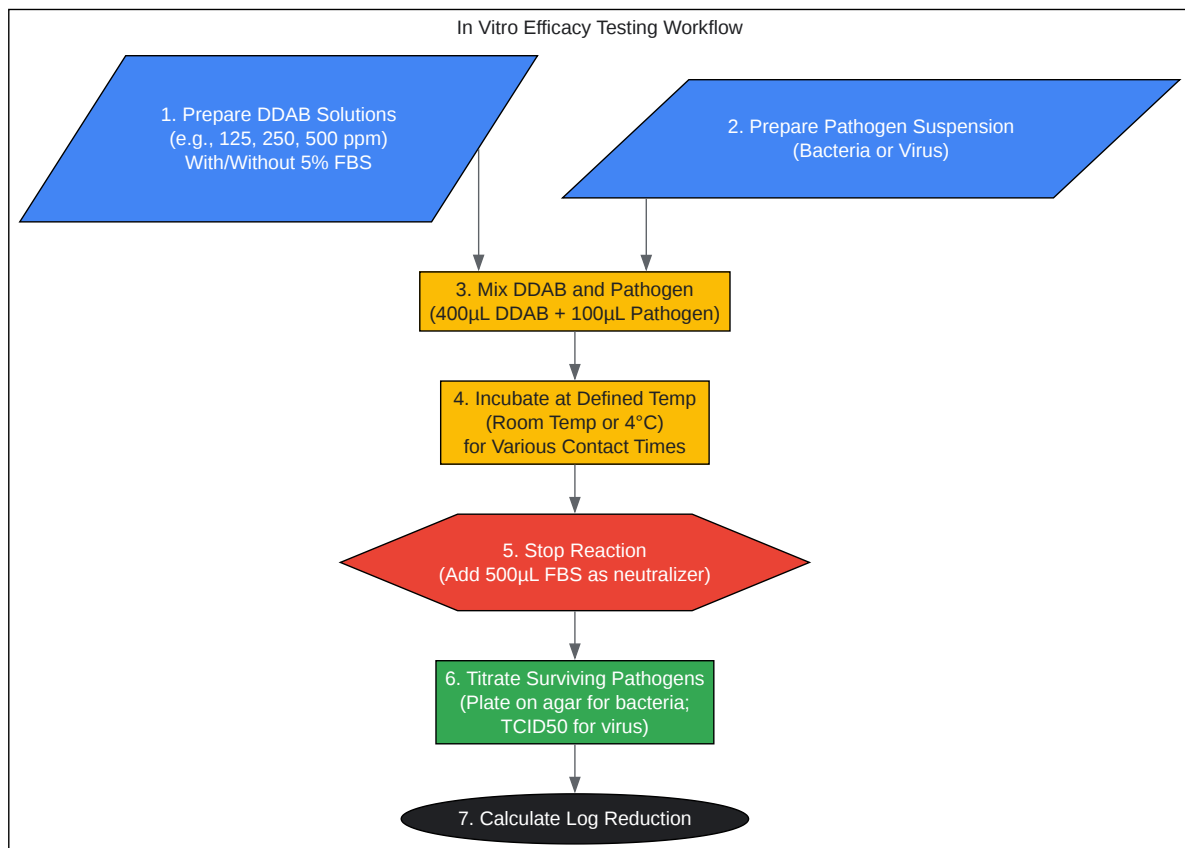 In Vitro Efficacy Testing Workflow
1. Prepare DDAB Solutions
(e.g., 125, 250, 500 ppm)
With/Without 5% FBS
2. Prepare Pathogen Suspension
(Bacteria or Virus)
3. Mix DDAB and Pathogen
(400µL DDAB + 100µL Pathogen)
4. Incubate at Defined Temp
(Room Temp or 4°C)
for Various Contact Times
5. Stop Reaction
(Add 500µL FBS as neutralizer)
6. Titrate Surviving Pathogens
(Plate on agar for bacteria;
TCID50 for virus)
7. Calculate Log Reduction